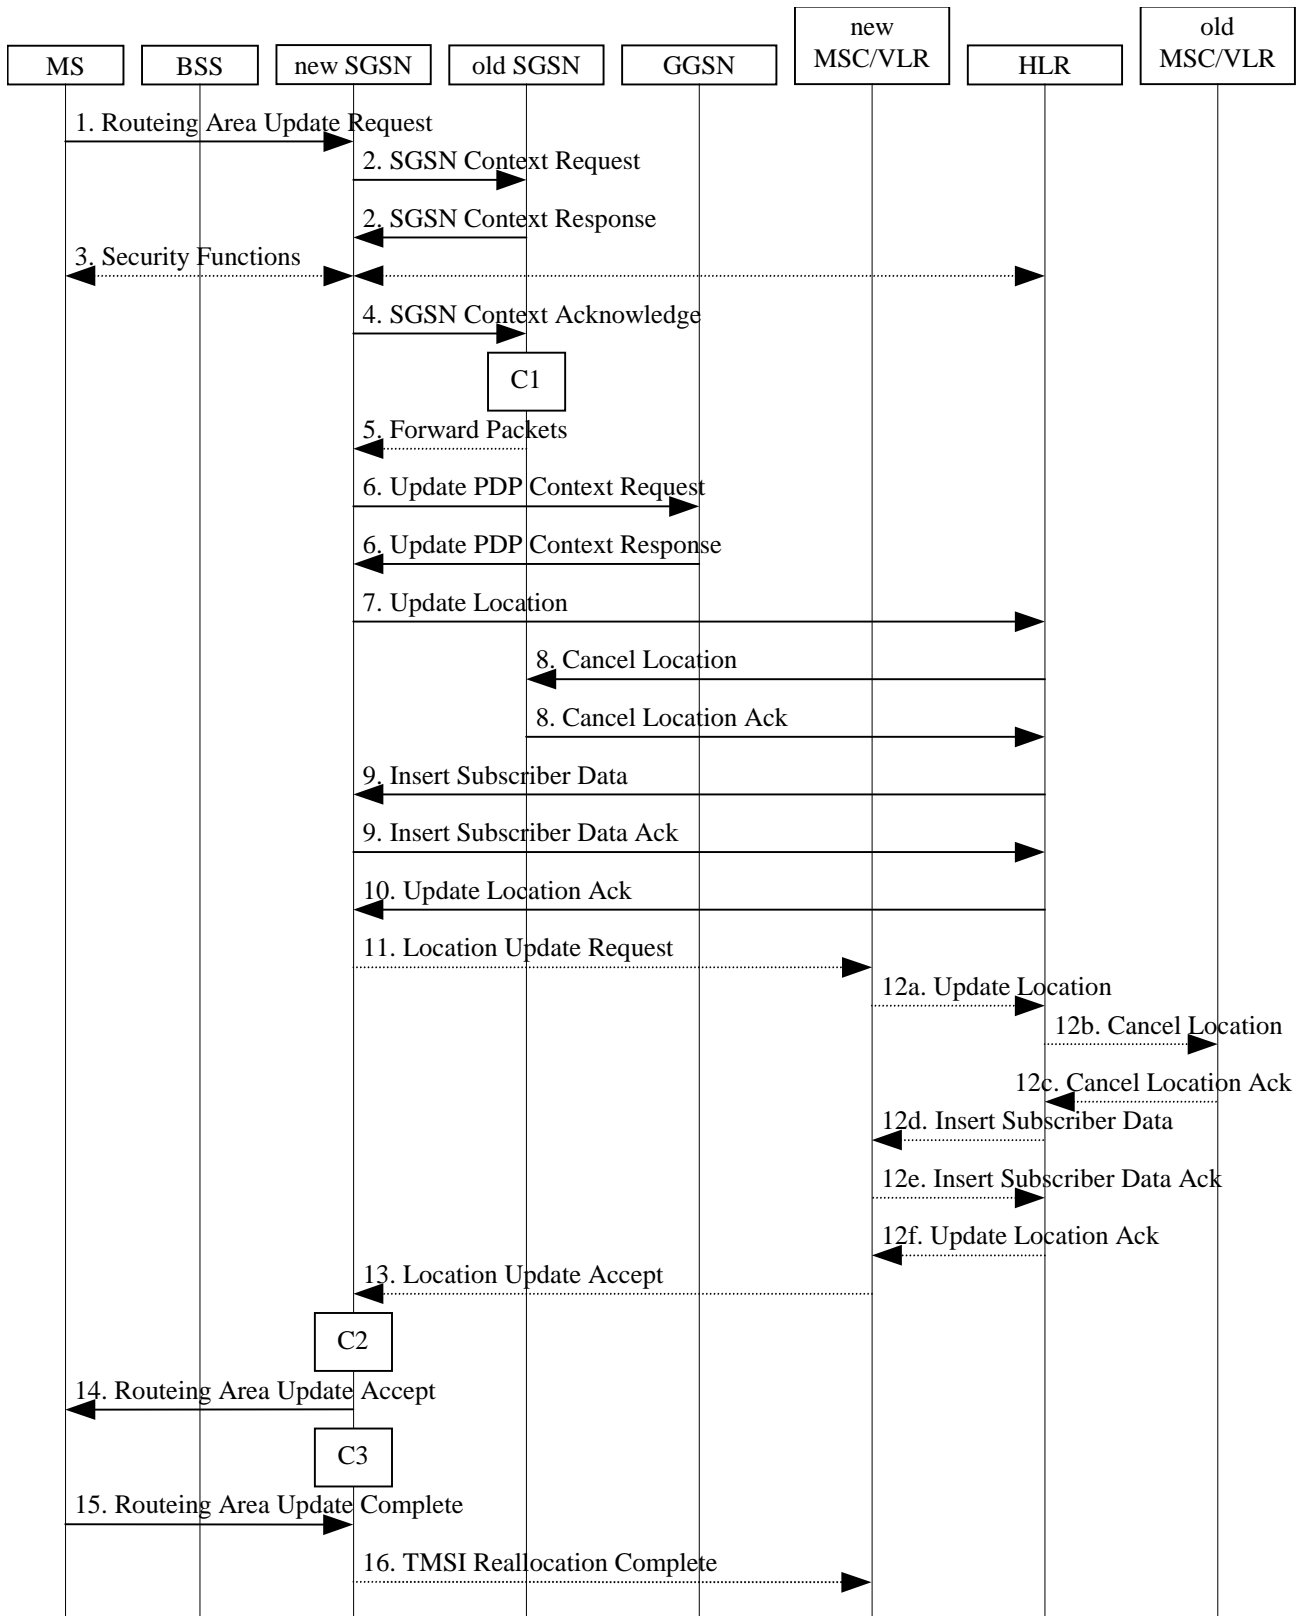 new
old
MSC/VLR
MSC/VLR
MS
BSS
new SGSN
old SGSN
GGSN
HLR
1. Routeing Area Update Request
2. SGSN Context Request
2. SGSN Context Response
3. Security Functions
4. SGSN Context Acknowledge
C1
5. Forward Packets
6. Update PDP Context Request
6. Update PDP Context Response
7. Update Location
8. Cancel Location
8. Cancel Location Ack
9. Insert Subscriber Data
9. Insert Subscriber Data Ack
10. Update Location Ack
11. Location Update Request
12a. Update Location
12b. Cancel Location
12c. Cancel Location Ack
12d. Insert Subscriber Data
12e. Insert Subscriber Data Ack
12f. Update Location Ack
13. Location Update Accept
C2
14. Routeing Area Update Accept
C3
15. Routeing Area Update Complete
16. TMSI Reallocation Complete